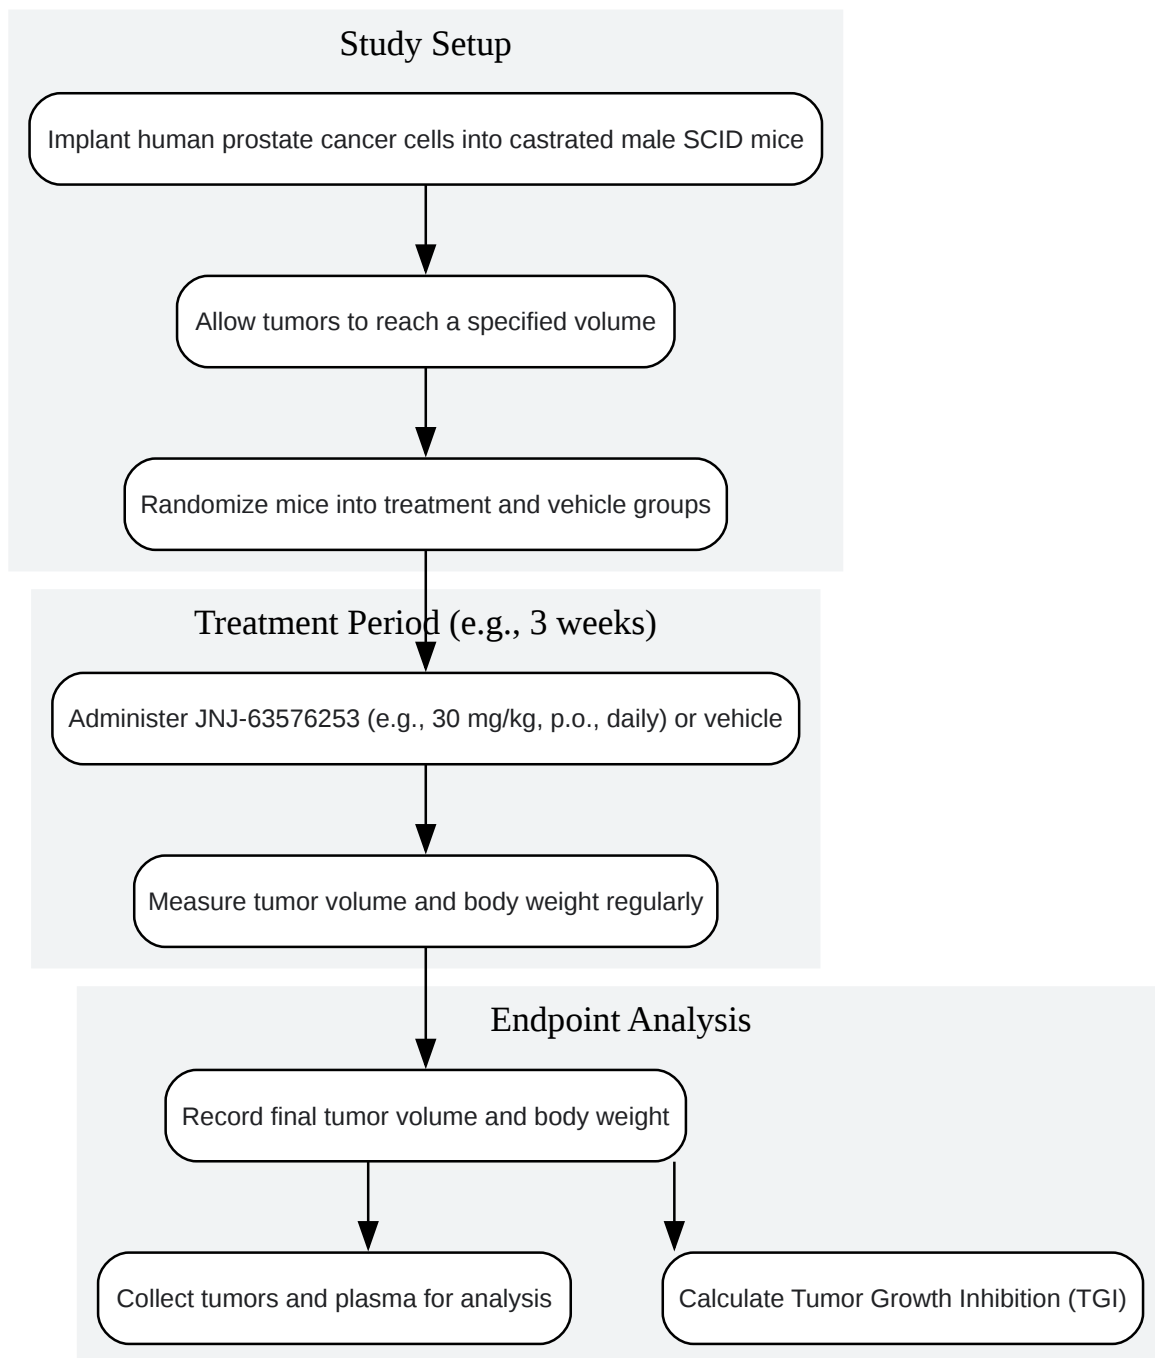 Study Setup
Implant human prostate cancer cells into castrated male SCID mice
Allow tumors to reach a specified volume
Randomize mice into treatment and vehicle groups
Treatment Period (e.g., 3 weeks)
Administer JNJ-63576253 (e.g., 30 mg/kg, p.o., daily) or vehicle
Measure tumor volume and body weight regularly
Endpoint Analysis
Record final tumor volume and body weight
Collect tumors and plasma for analysis
Calculate Tumor Growth Inhibition (TGI)